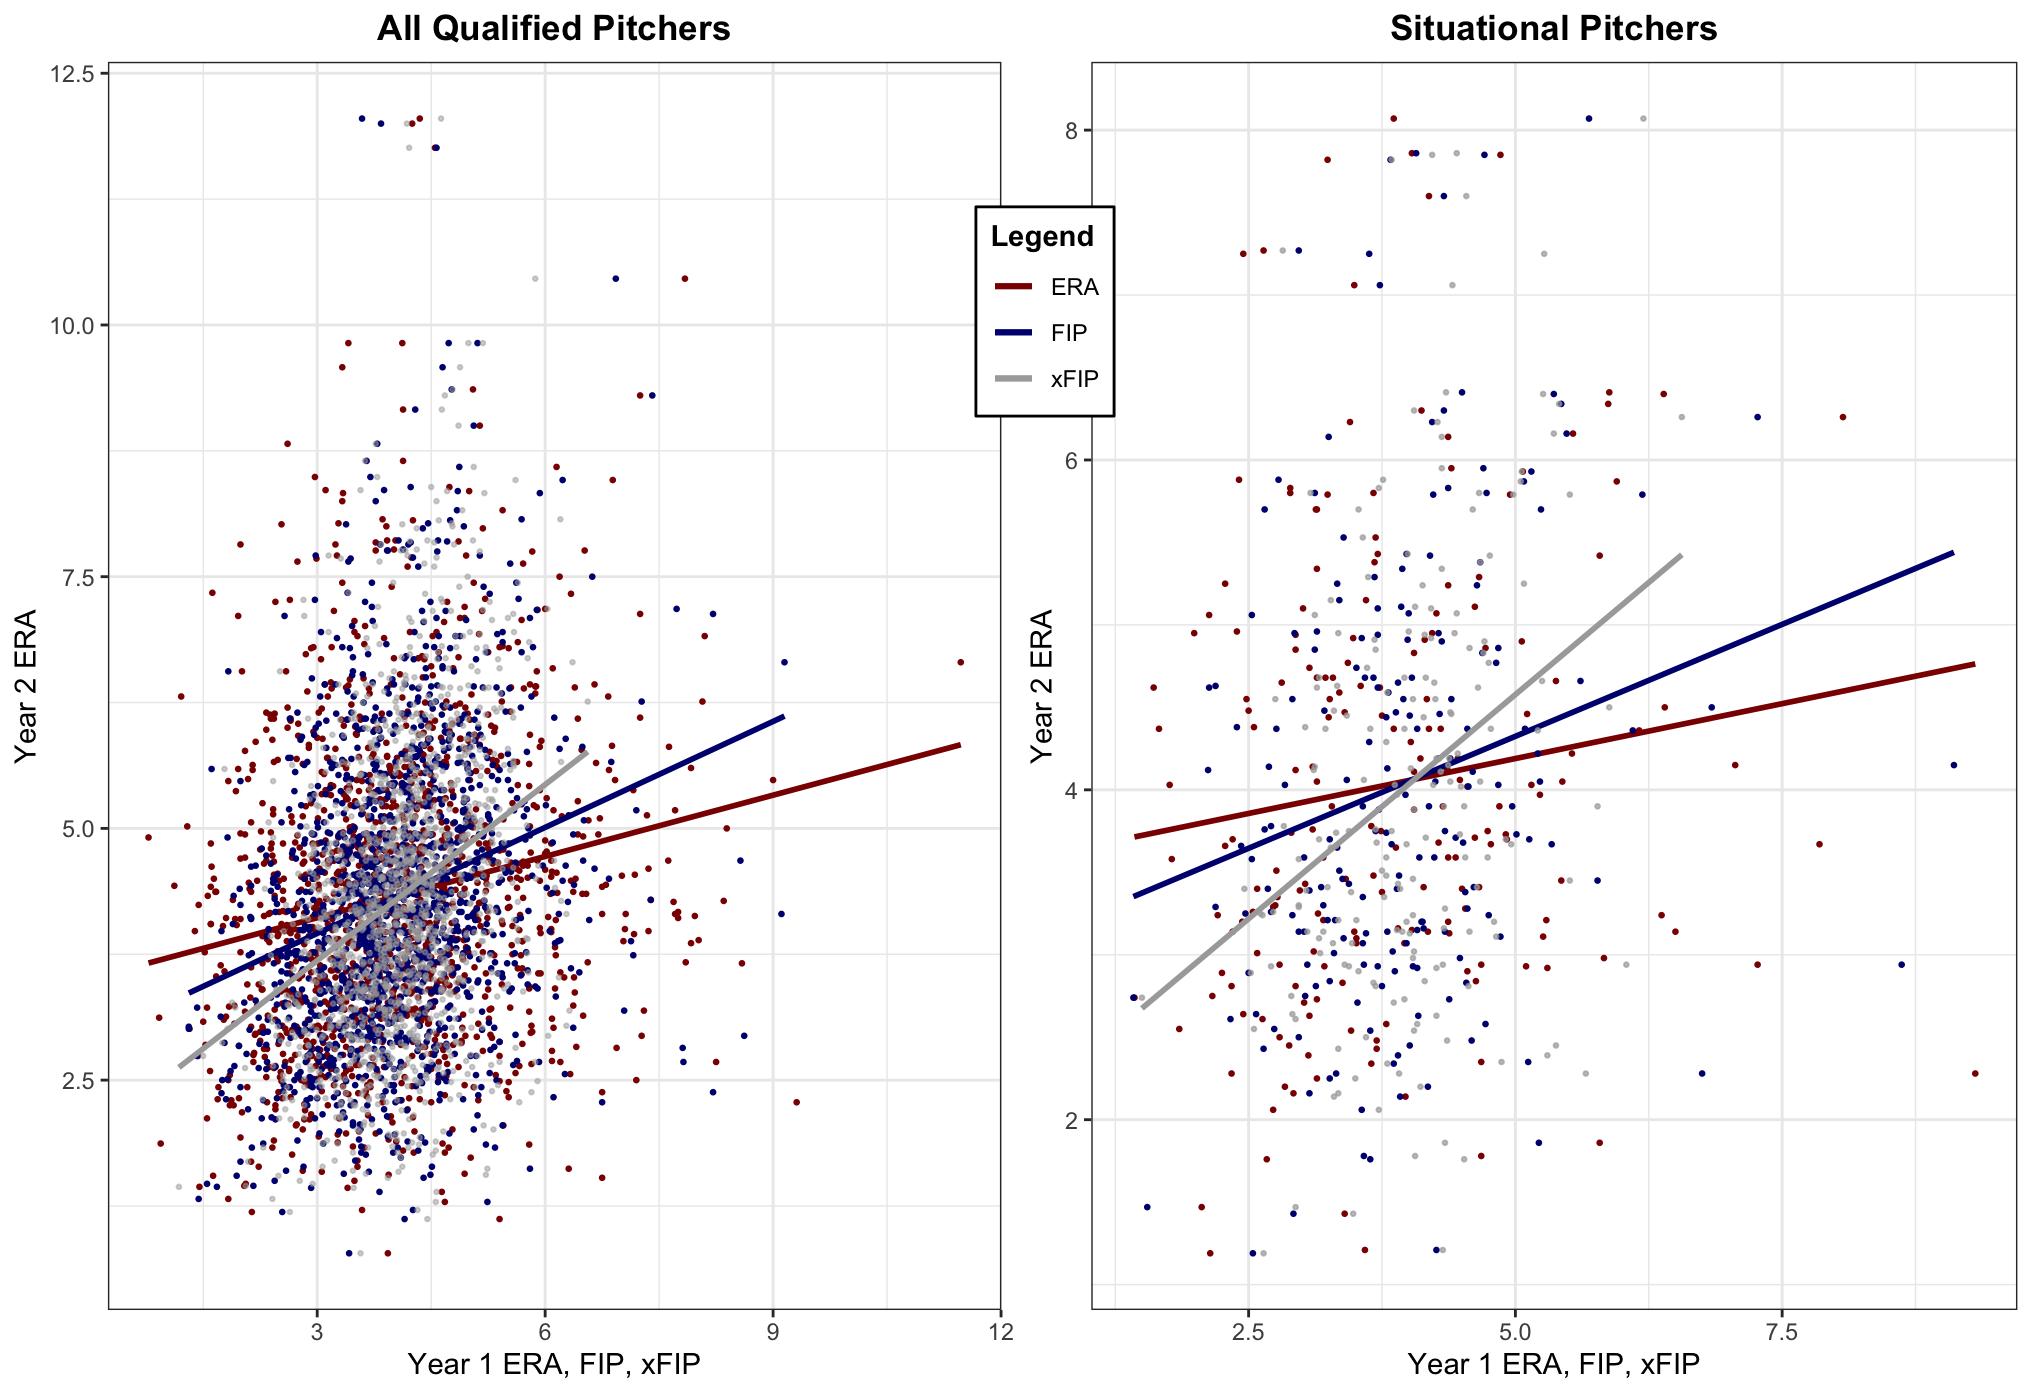 All Qualified Pitchers
Situational Pitchers
12.5
10.0
7.5
5.0
2.5
Year 2 ERA
3
6
9
12
Year 1 ERA, FIP, xFIP
Legend
ERA
FIP
xFIP
8
6
4
2
Year 2 ERA
2.5
5.0
7.5
Year 1 ERA, FIP, xFIP